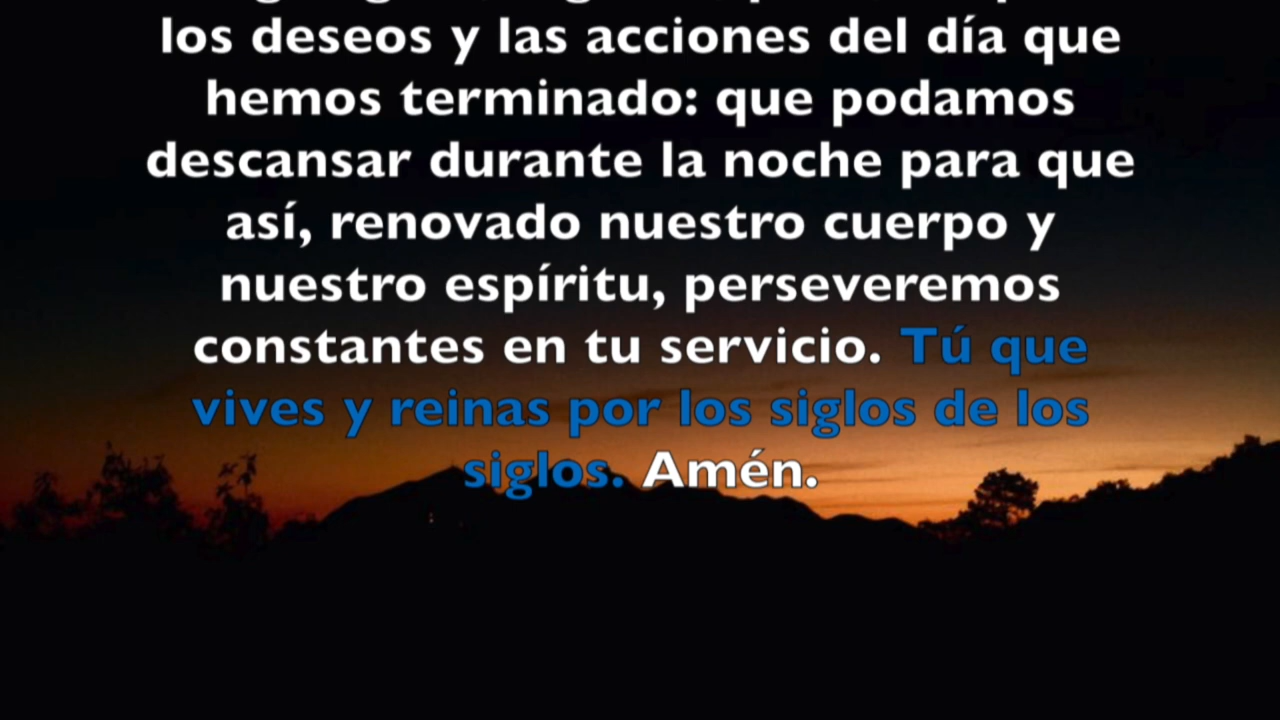 los deseos y las acciones del día que
hemos terminado: que podamos
descansar durante la noche para que
así, renovado nuestro cuerpo y
nuestro espíritu, perseveremos
constantes en tu servicio. Tú que
vives y reinas por los siglos de los
siglos. Amén.